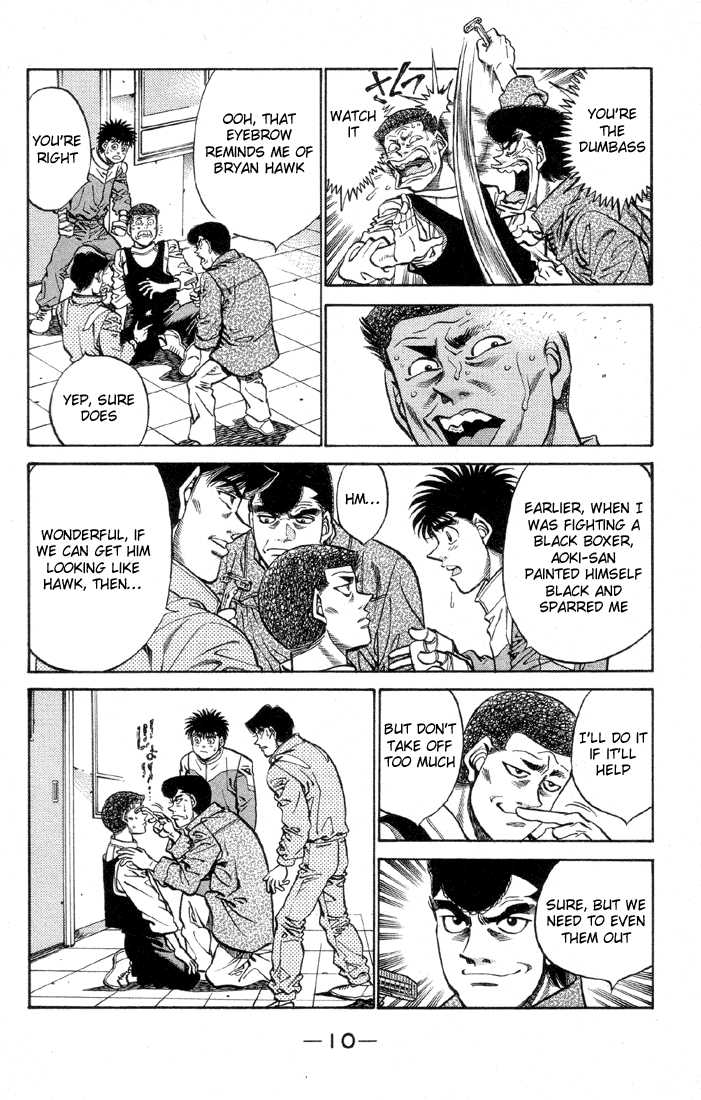 YOU'RE
THE
DUMBASS
WATCH
IT
OOH, THAT
EYEBROW
REMINDS ME OF
BRYAN HAWK
YOU'RE
RIGHT
YEP, SURE
DOES
EARLIER, WHEN I
WAS FIGHTING A
BLACK BOXER,
AOKI-SAN
PAINTED HIMSELF
BLACK AND
SPARRED ME
HM...
WONDERFUL, IF
WE CAN GET HIM
LOOKING LIKE
HAWK, THEN...
I'LL DO IT
IF IT'LL
HELP
BUT DON'T
TAKE OFF
TOO MUCH
SURE, BUT WE
NEED TO EVEN
THEM OUT
—10—